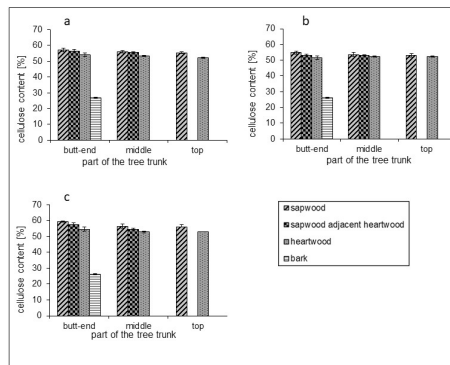 a
70
60
50
40
30
20
10
0
cellulose content [%]
butt-end middle top
part of the tree trunk
b
70
60
50
40
30
20
10
0
cellulose content [%]
butt-end middle top
part of the tree trunk
c
70
60
50
40
30
20
10
0
cellulose content [%]
butt-end middle top
part of the tree trunk
sapwood
sapwood adjacent heartwood
heartwood
bark